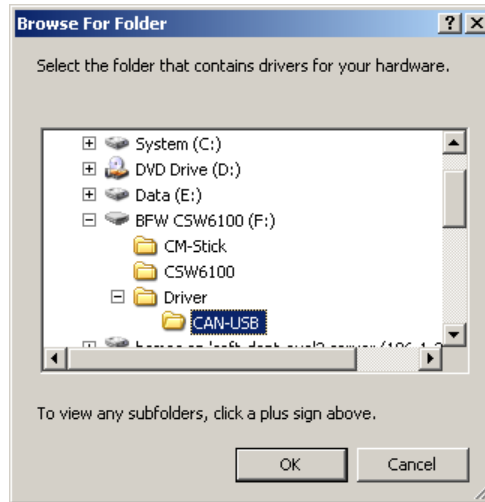 Browse For Folder
Select the folder that contains drivers for your hardware.
System (C:)
DVD Drive (D:)
Data (E:)
BFW CSW6100 (F:)
CM-Stick
CSW6100
Driver
CAN-USB
To view any subfolders, click a plus sign above.
OK
Cancel